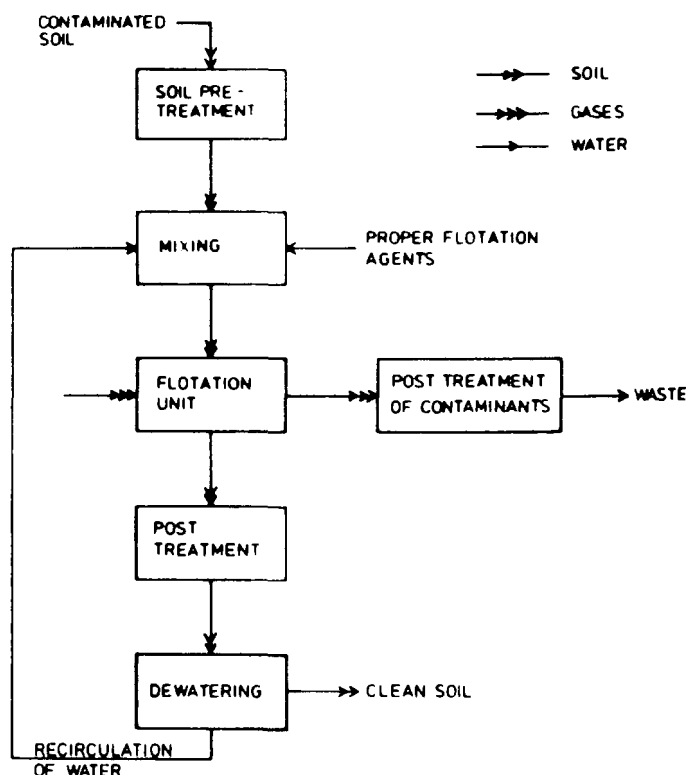 CONTAMINATED
SOIL
SOIL PRE-
TREATMENT
SOIL
GASES
WATER
MIXING
PROPER FLOTATION
AGENTS
FLOTATION
UNIT
POST TREATMENT
OF CONTAMINANTS
WASTE
POST
TREATMENT
DEWATERING
CLEAN SOIL
RECIRCULATION
OF WATER